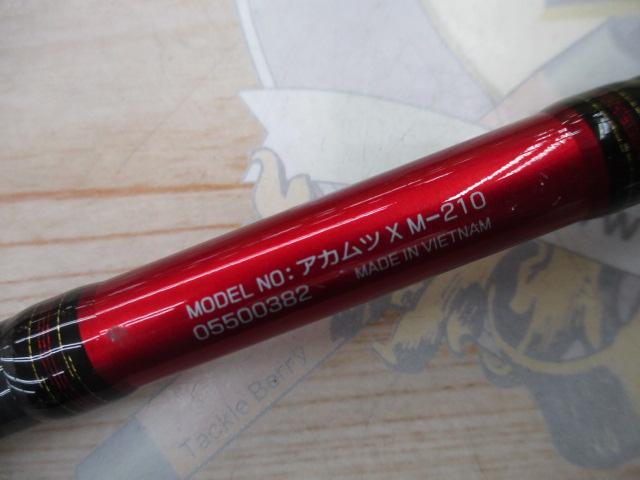 MODEL NO: アカムツ X M-210
05500382 MADE IN VIETNAM
Tackle Berry